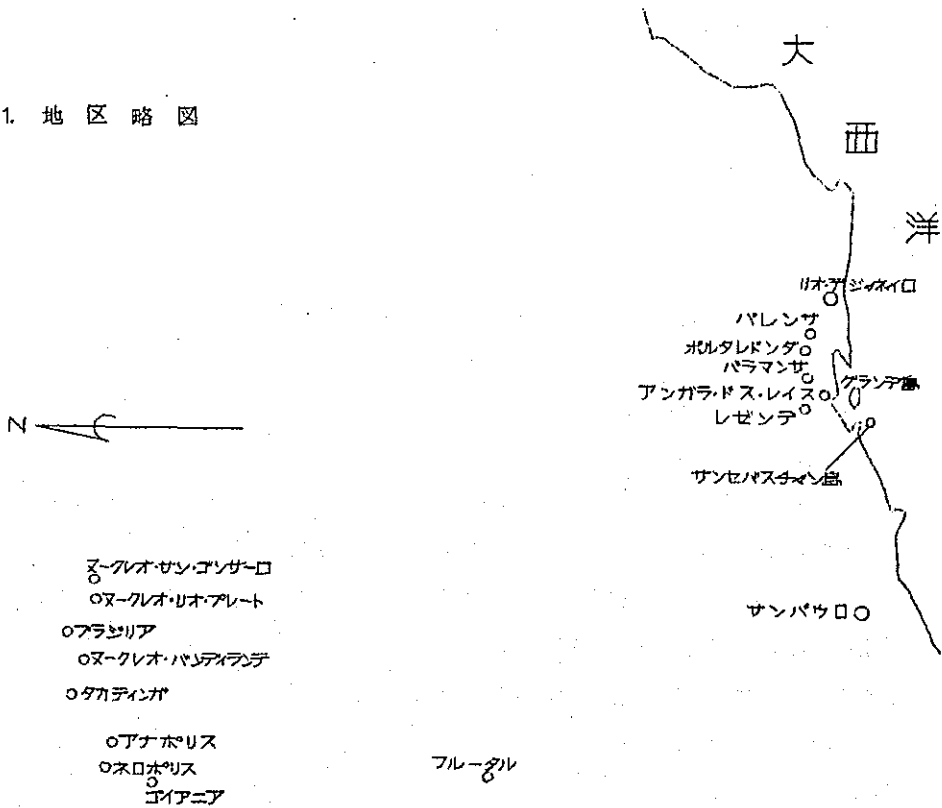 1. 地区略図
大
西
洋
リオ・デジャネイロ
バレンサ
ボルタレドンダ
バラマンサ
グランデ島
アンガラ・ドス・レイス
レゼンデ
サンセバスチャン島
N
ヌークレオ・サン・ゴンサーロ
ヌークレオ・リオ・プレート
サンパウロ
ブラジリア
ヌークレオ・バンディランテ
タカティンガ
アナポリス
ネロポリス
ゴイアニア
フルータル